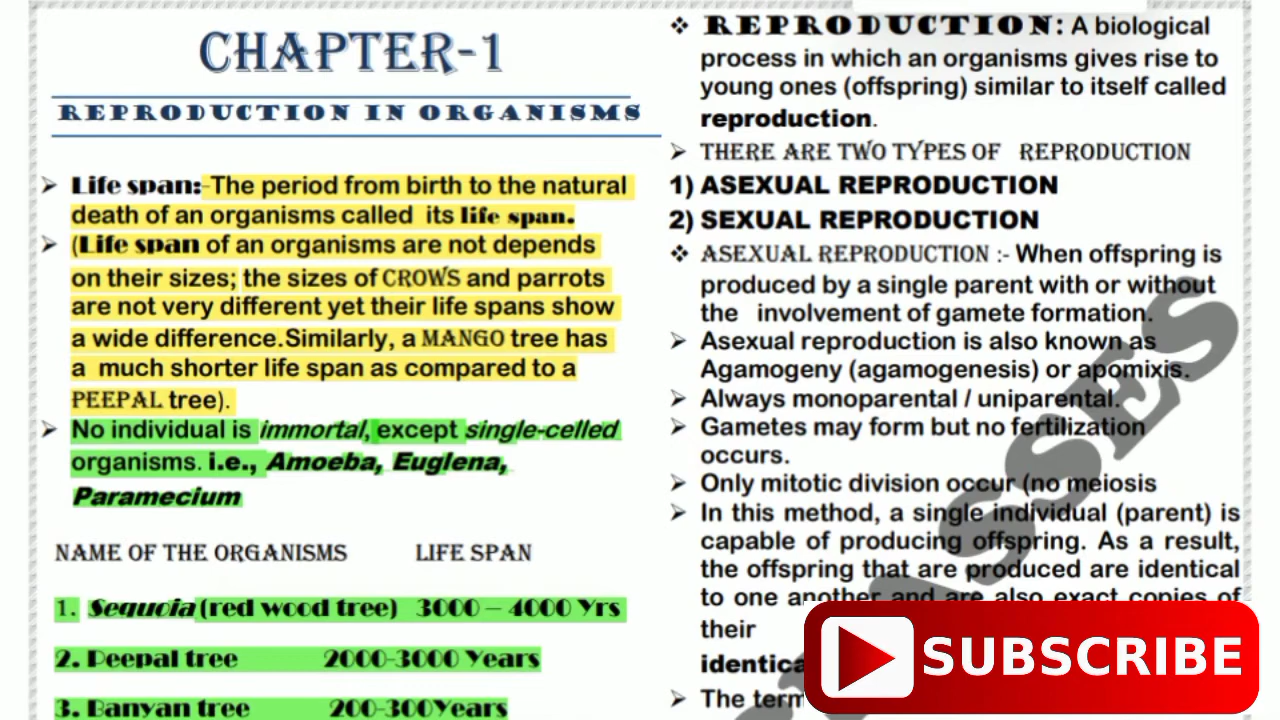 CHAPTER-1
REPRODUCTION IN ORGANISMS
➢ Life span:-The period from birth to the natural
death of an organisms called its life span.
➢ (Life span of an organisms are not depends
on their sizes; the sizes of CROWS and parrots
are not very different yet their life spans show
a wide difference.Similarly, a MANGO tree has
a much shorter life span as compared to a
PEEPAL tree).
➢ No individual is immortal, except single-celled
organisms. i.e., Amoeba, Euglena,
Paramecium
NAME OF THE ORGANISMS LIFE SPAN
1. Sequoia (red wood tree) 3000 – 4000 Yrs
2. Peepal tree 2000-3000 Years
3. Banyan tree 200-300Years
❖ REPRODUCTION: A biological
process in which an organisms gives rise to
young ones (offspring) similar to itself called
reproduction.
➢ THERE ARE TWO TYPES OF REPRODUCTION
1) ASEXUAL REPRODUCTION
2) SEXUAL REPRODUCTION
❖ ASEXUAL REPRODUCTION :- When offspring is
produced by a single parent with or without
the involvement of gamete formation.
➢ Asexual reproduction is also known as
Agamogeny (agamogenesis) or apomixis.
➢ Always monoparental / uniparental.
➢ Gametes may form but no fertilization
occurs.
➢ Only mitotic division occur (no meiosis
➢ In this method, a single individual (parent) is
capable of producing offspring. As a result,
the offspring that are produced are identical
to one another and are also exact copies of
their
➢ The term
SUBSCRIBE